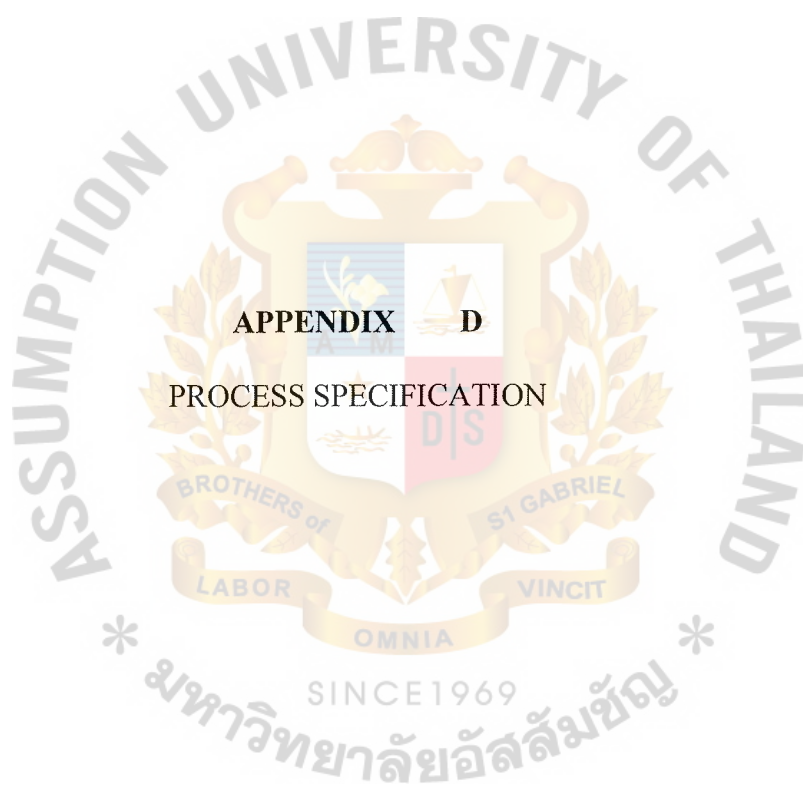 ASSUMPTION UNIVERSITY OF THAILAND
APPENDIX D
A M
PROCESS SPECIFICATION
D S
BROTHERS of
S1 GABRIEL
LABOR
VINCIT
OMNIA
* SINCE1969 *
มหาวิทยาลัยอัสสัมชัญ